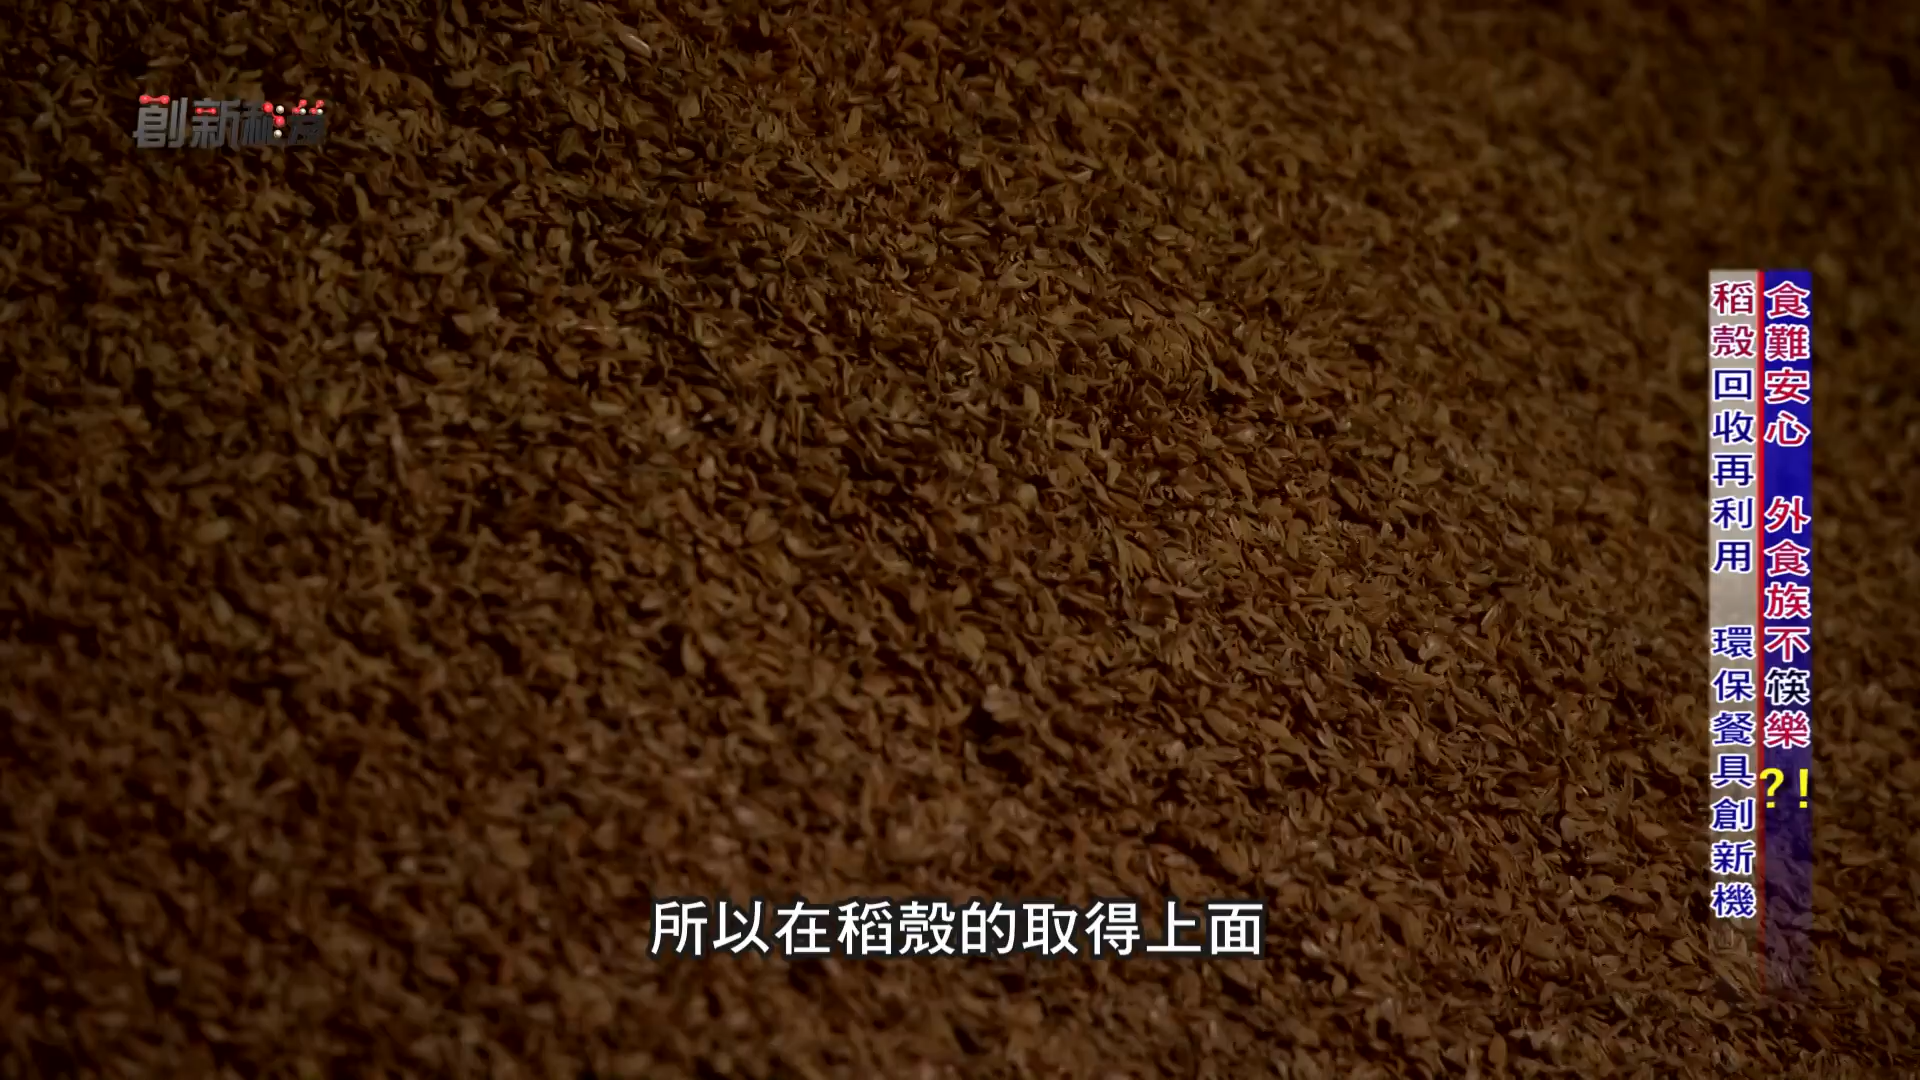 創新
食難安心 外食族不筷樂?!
稻殼回收再利用 環保餐具創新機
所以在稻殼的取得上面